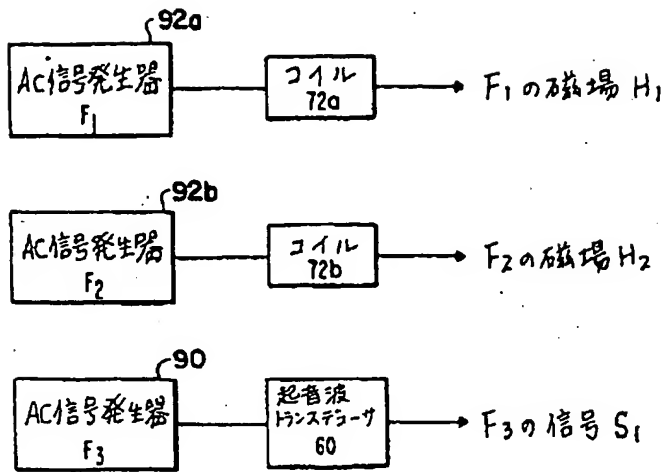 92a
AC信号発生器
F₁
コイル
72a
F₁の磁場 H₁
92b
AC信号発生器
F₂
コイル
72b
F₂の磁場 H₂
90
AC信号発生器
F₃
起音波
トランスデューサ
60
F₃の信号 S₁